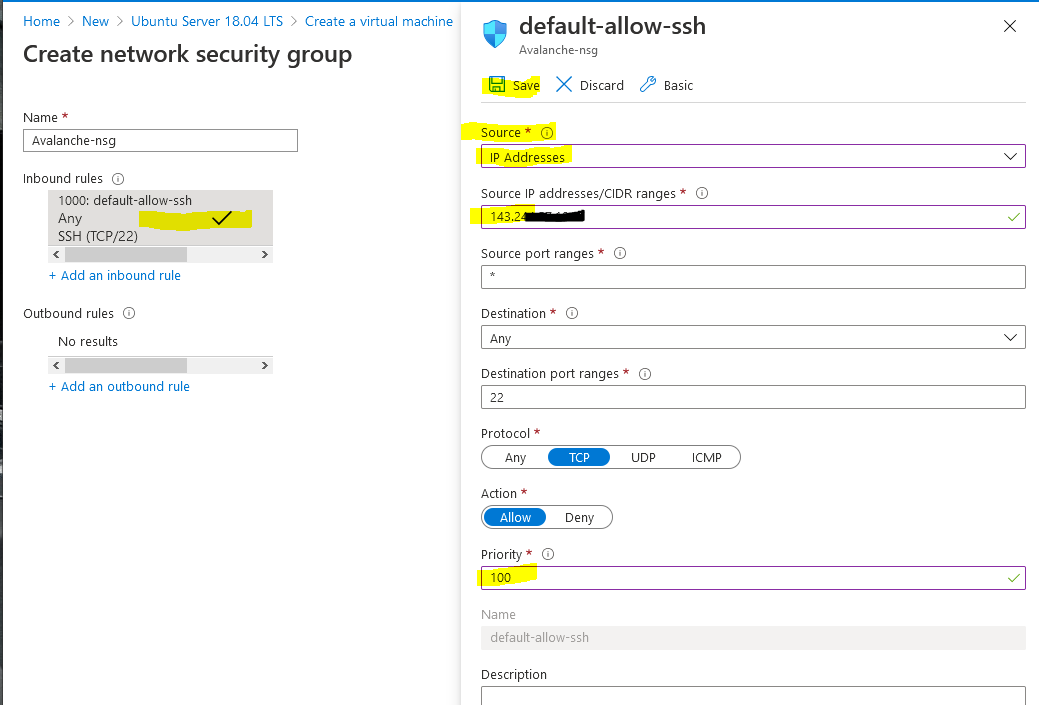 Home > New > Ubuntu Server 18.04 LTS > Create a virtual machine
Create network security group
Name *
Avalanche-nsg
Inbound rules
1000: default-allow-ssh
Any
SSH (TCP/22)
+ Add an inbound rule
Outbound rules
No results
+ Add an outbound rule
default-allow-ssh
Avalanche-nsg
Save
Discard
Basic
Source *
IP Addresses
Source IP addresses/CIDR ranges *
143.24
Source port ranges *
*
Destination *
Any
Destination port ranges *
22
Protocol *
Any TCP UDP ICMP
Action *
Allow Deny
Priority *
100
Name
default-allow-ssh
Description